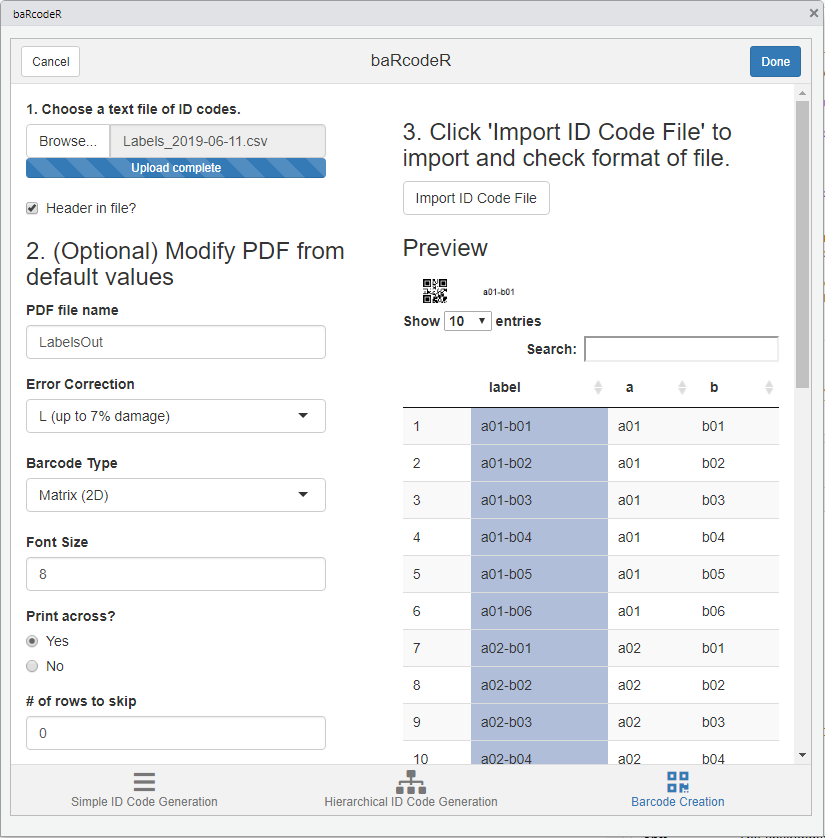 baRcodeR
Cancel
baRcodeR
Done
1. Choose a text file of ID codes.
Browse... Labels_2019-06-11.csv
Upload complete
Header in file?
2. (Optional) Modify PDF from
default values
PDF file name
LabelsOut
Error Correction
L (up to 7% damage)
Barcode Type
Matrix (2D)
Font Size
8
Print across?
Yes
No
# of rows to skip
0
3. Click 'Import ID Code File' to
import and check format of file.
Import ID Code File
Preview
a01-b01
Show 10 entries
Search:
label a b
1 a01-b01 a01 b01
2 a01-b02 a01 b02
3 a01-b03 a01 b03
4 a01-b04 a01 b04
5 a01-b05 a01 b05
6 a01-b06 a01 b06
7 a02-b01 a02 b01
8 a02-b02 a02 b02
9 a02-b03 a02 b03
10 a02-b04 a02 b04
Simple ID Code Generation
Hierarchical ID Code Generation
Barcode Creation